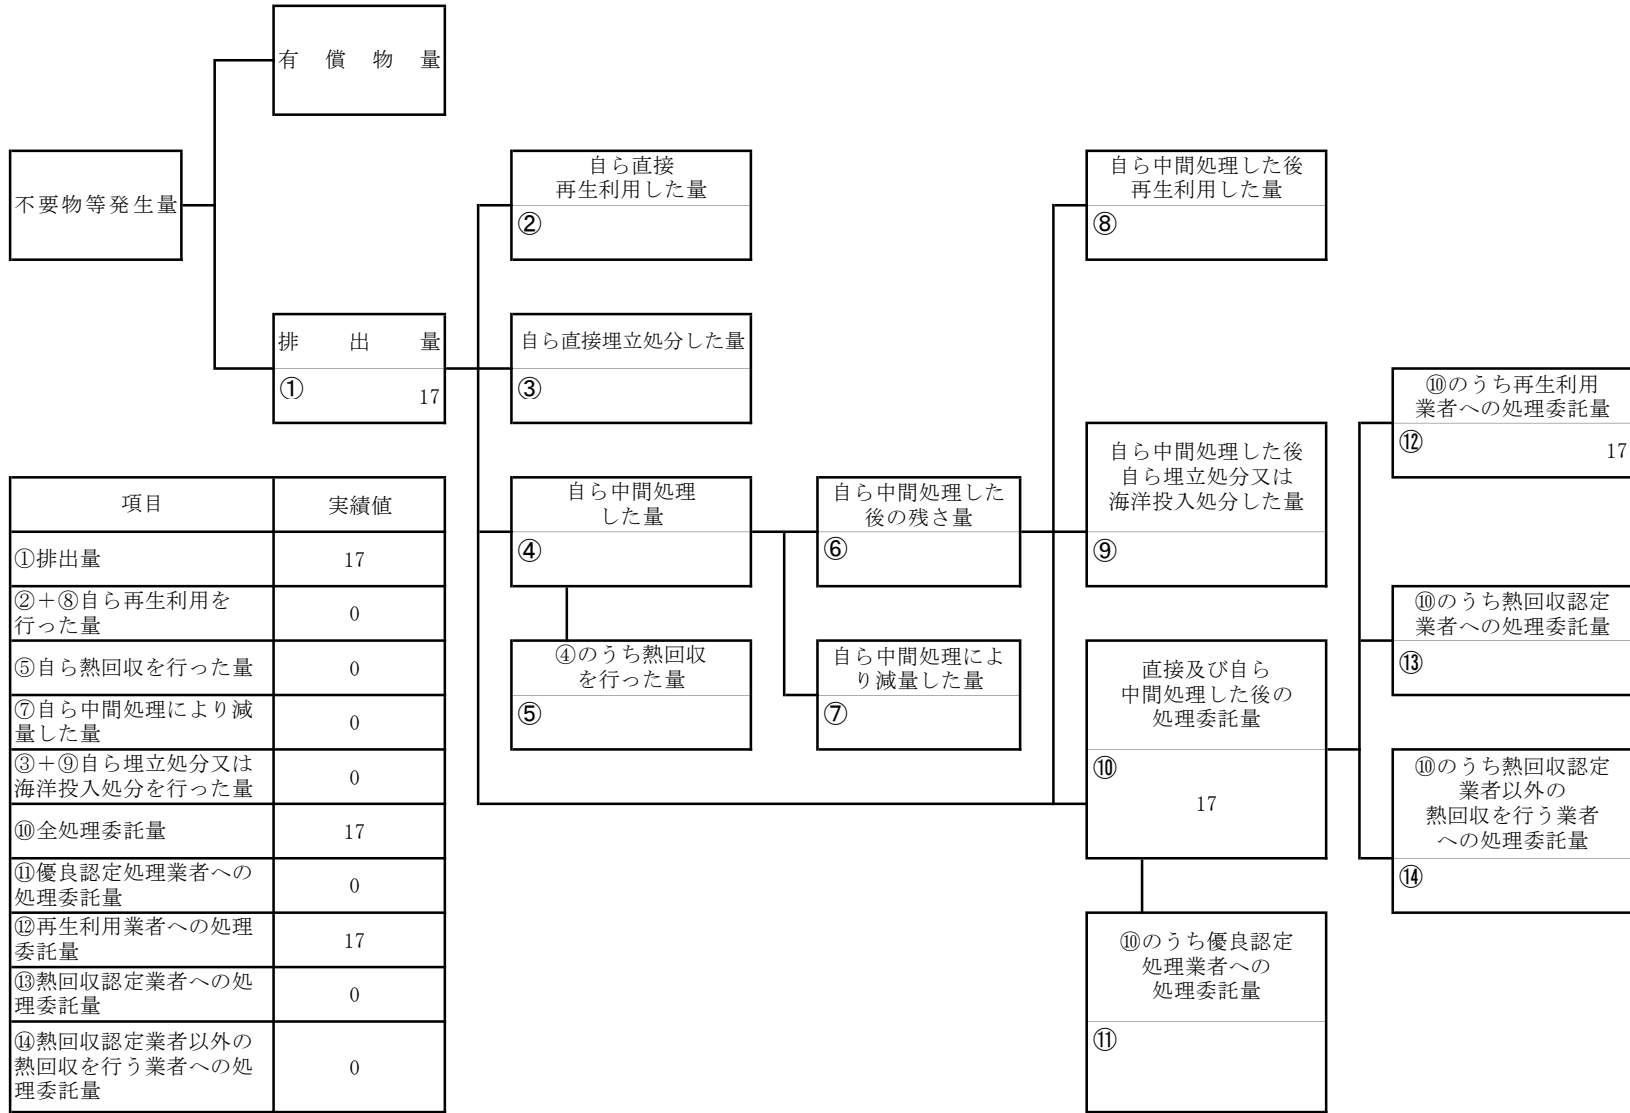 有償物量
不要物等発生量
排出量
①
17
自ら直接
再生利用した量
②
自ら直接埋立処分した量
③
自ら中間処理
した量
④
④のうち熱回収
を行った量
⑤
自ら中間処理した
後の残さ量
⑥
自ら中間処理によ
り減量した量
⑦
自ら中間処理した後
再生利用した量
⑧
自ら中間処理した後
自ら埋立処分又は
海洋投入処分した量
⑨
直接及び自ら
中間処理した後の
処理委託量
⑩
17
⑩のうち優良認定
処理業者への
処理委託量
⑪
⑩のうち再生利用
業者への処理委託量
⑫
17
⑩のうち熱回収認定
業者への処理委託量
⑬
⑩のうち熱回収認定
業者以外の
熱回収を行う業者
への処理委託量
⑭
項目 実績値
①排出量 17
②+⑧自ら再生利用を
行った量 0
⑤自ら熱回収を行った量 0
⑦自ら中間処理により減
量した量 0
③+⑨自ら埋立処分又は
海洋投入処分を行った量 0
⑩全処理委託量 17
⑪優良認定処理業者への
処理委託量 0
⑫再生利用業者への処理
委託量 17
⑬熱回収認定業者への処
理委託量 0
⑭熱回収認定業者以外の
熱回収を行う業者への処
理委託量 0